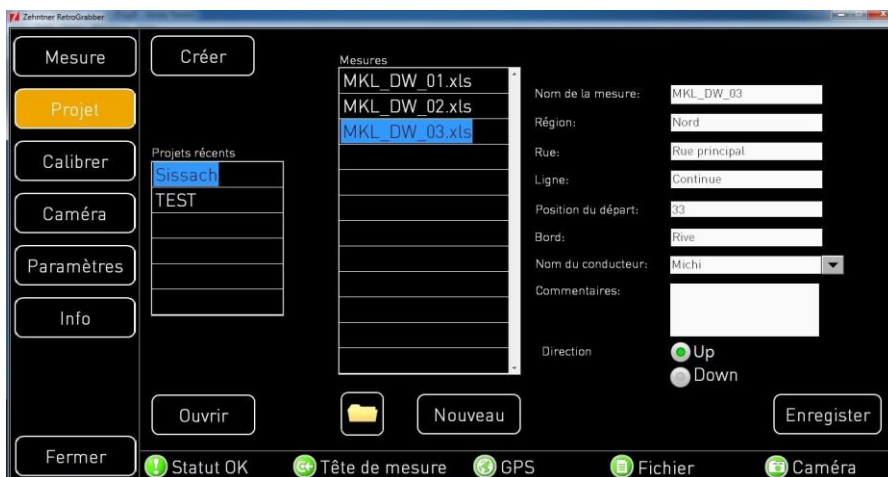 Zehntner RetroGrabber
Mesure
Projet
Calibrer
Caméra
Paramètres
Info
Fermer
Créer
Projets récents
Sissach
TEST
Ouvrir
Mesures
MKL_DW_01.xls
MKL_DW_02.xls
MKL_DW_03.xls
Nouveau
Nom de la mesure: MKL_DW_03
Région: Nord
Rue: Rue principal
Ligne: Continue
Position du départ: 33
Bord: Rive
Nom du conducteur: Michi
Commentaires:
Direction
Up
Down
Enregister
Statut OK
Tête de mesure
GPS
Fichier
Caméra